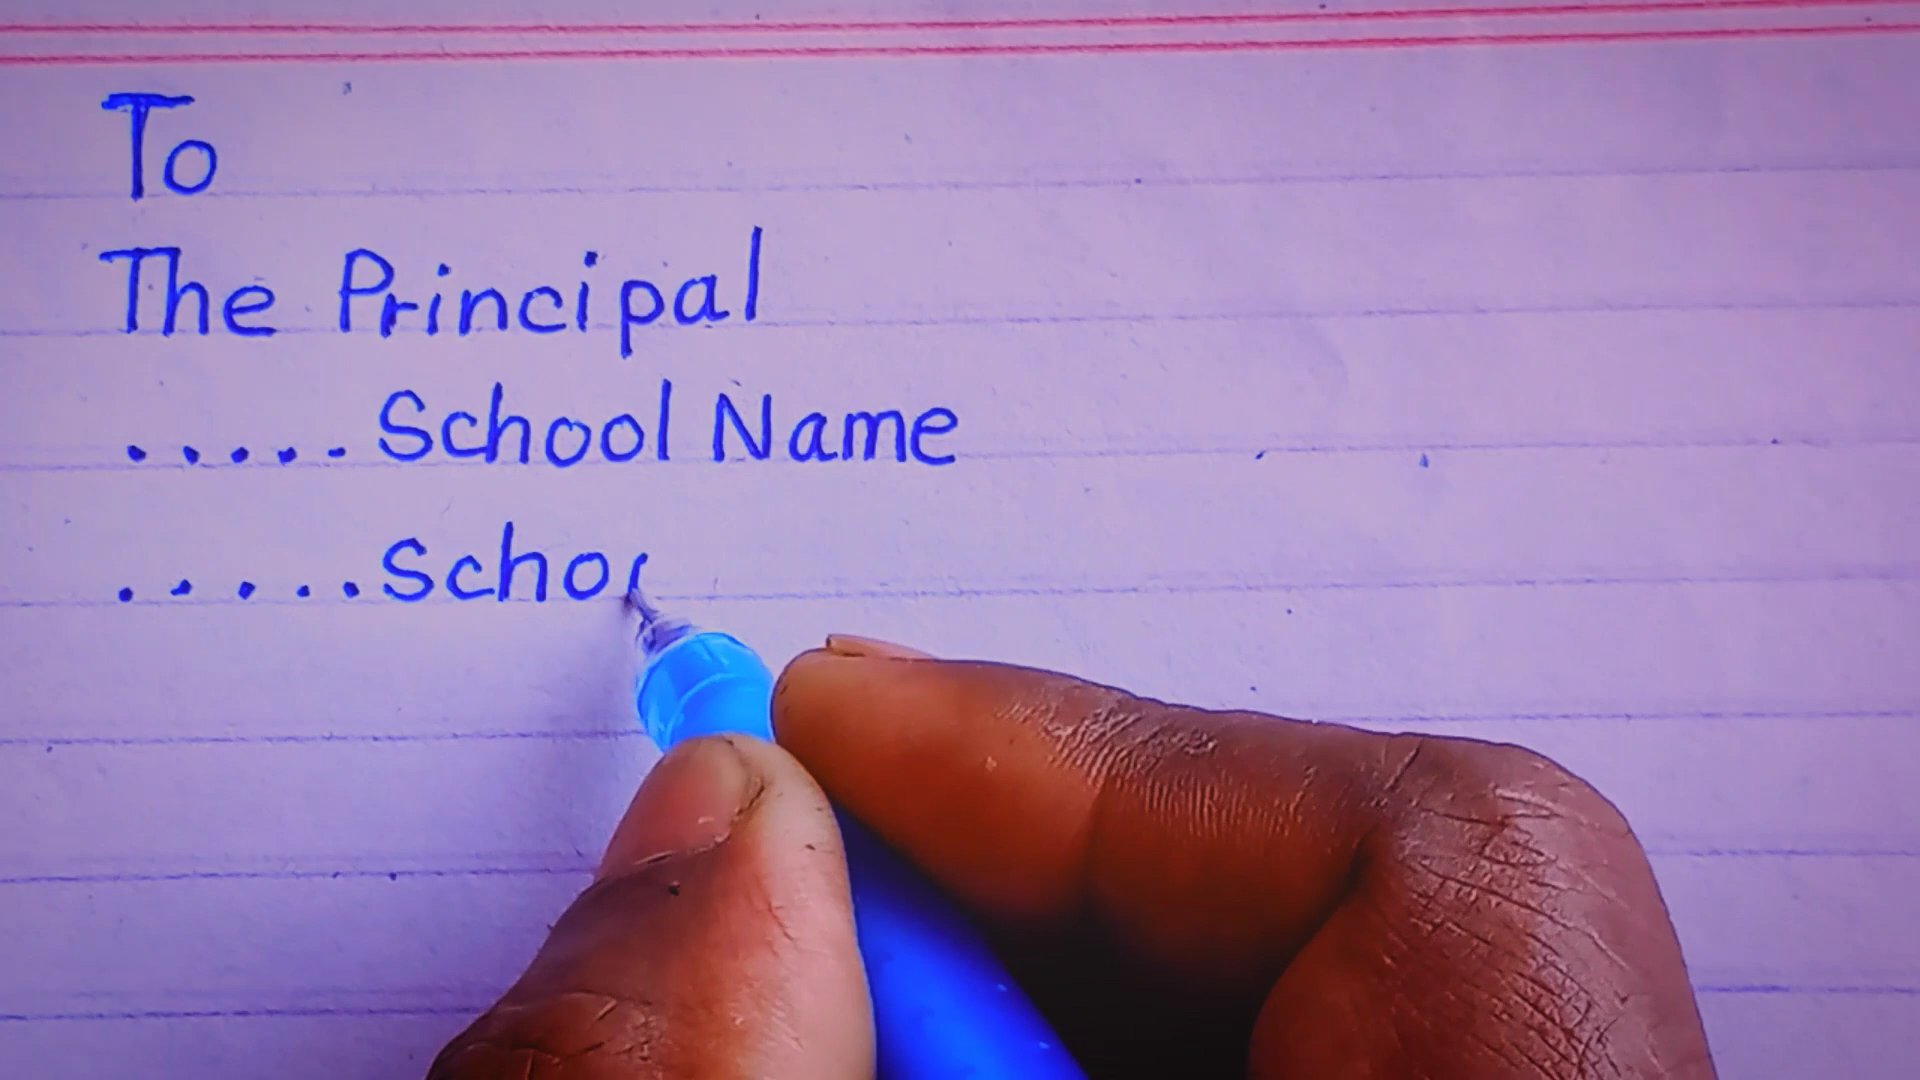 To
The Principal
.....School Name
.....Scho